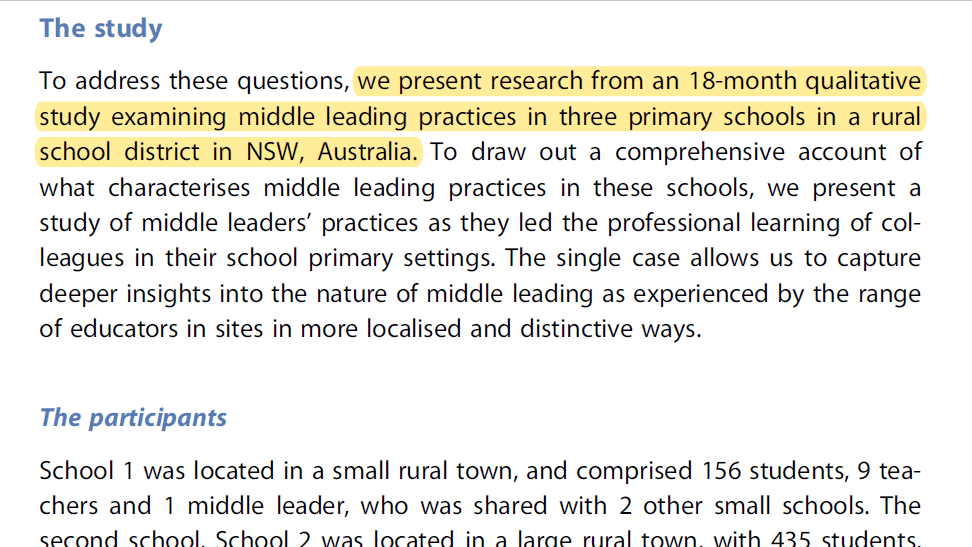 The study
To address these questions, we present research from an 18-month qualitative
study examining middle leading practices in three primary schools in a rural
school district in NSW, Australia. To draw out a comprehensive account of
what characterises middle leading practices in these schools, we present a
study of middle leaders’ practices as they led the professional learning of col-
leagues in their school primary settings. The single case allows us to capture
deeper insights into the nature of middle leading as experienced by the range
of educators in sites in more localised and distinctive ways.
The participants
School 1 was located in a small rural town, and comprised 156 students, 9 tea-
chers and 1 middle leader, who was shared with 2 other small schools. The
second school, School 2 was located in a large rural town, with 435 students,